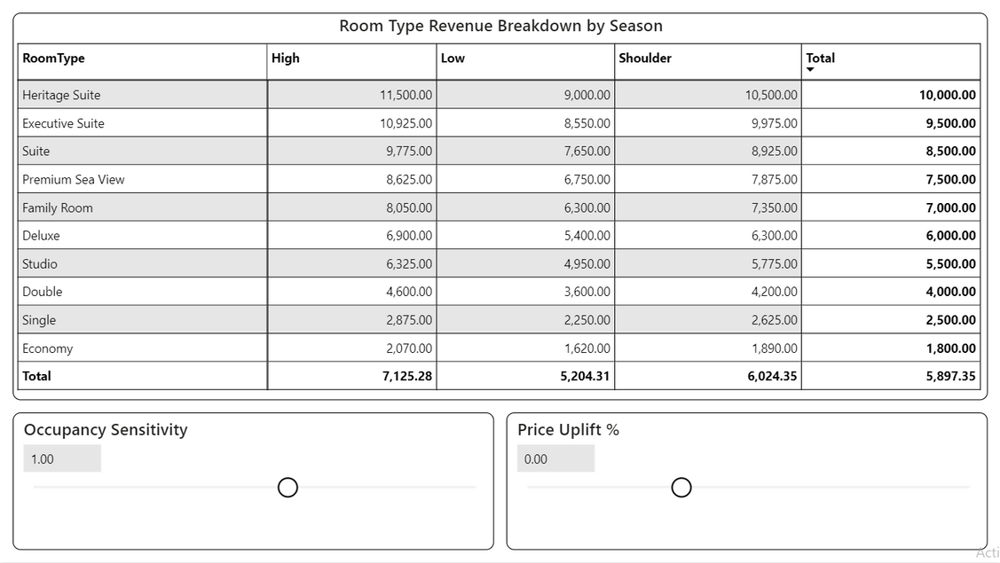 Room Type Revenue Breakdown by Season
RoomType High Low Shoulder Total
Heritage Suite 11,500.00 9,000.00 10,500.00 10,000.00
Executive Suite 10,925.00 8,550.00 9,975.00 9,500.00
Suite 9,775.00 7,650.00 8,925.00 8,500.00
Premium Sea View 8,625.00 6,750.00 7,875.00 7,500.00
Family Room 8,050.00 6,300.00 7,350.00 7,000.00
Deluxe 6,900.00 5,400.00 6,300.00 6,000.00
Studio 6,325.00 4,950.00 5,775.00 5,500.00
Double 4,600.00 3,600.00 4,200.00 4,000.00
Single 2,875.00 2,250.00 2,625.00 2,500.00
Economy 2,070.00 1,620.00 1,890.00 1,800.00
Total 7,125.28 5,204.31 6,024.35 5,897.35
Occupancy Sensitivity
1.00
Price Uplift %
0.00
Acti